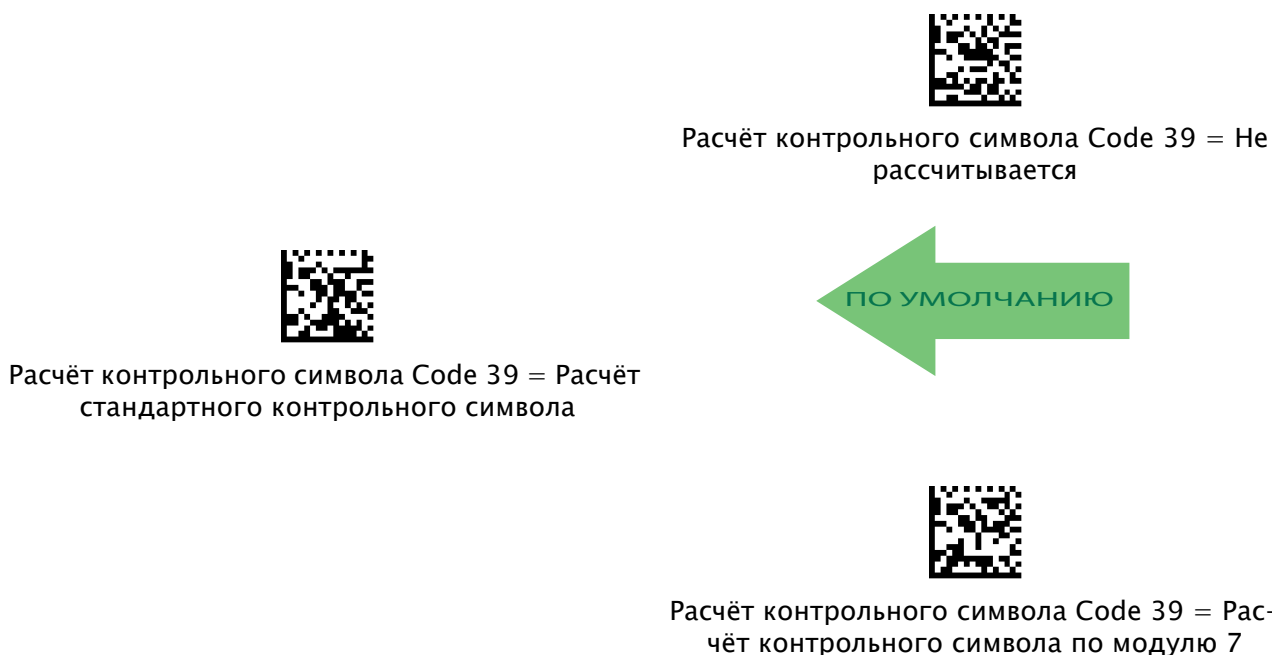 Расчёт контрольного символа Code 39 = Не
рассчитывается
ПО УМОЛЧАНИЮ
Расчёт контрольного символа Code 39 = Расчёт
стандартного контрольного символа
Расчёт контрольного символа Code 39 = Рас-
чёт контрольного символа по модулю 7